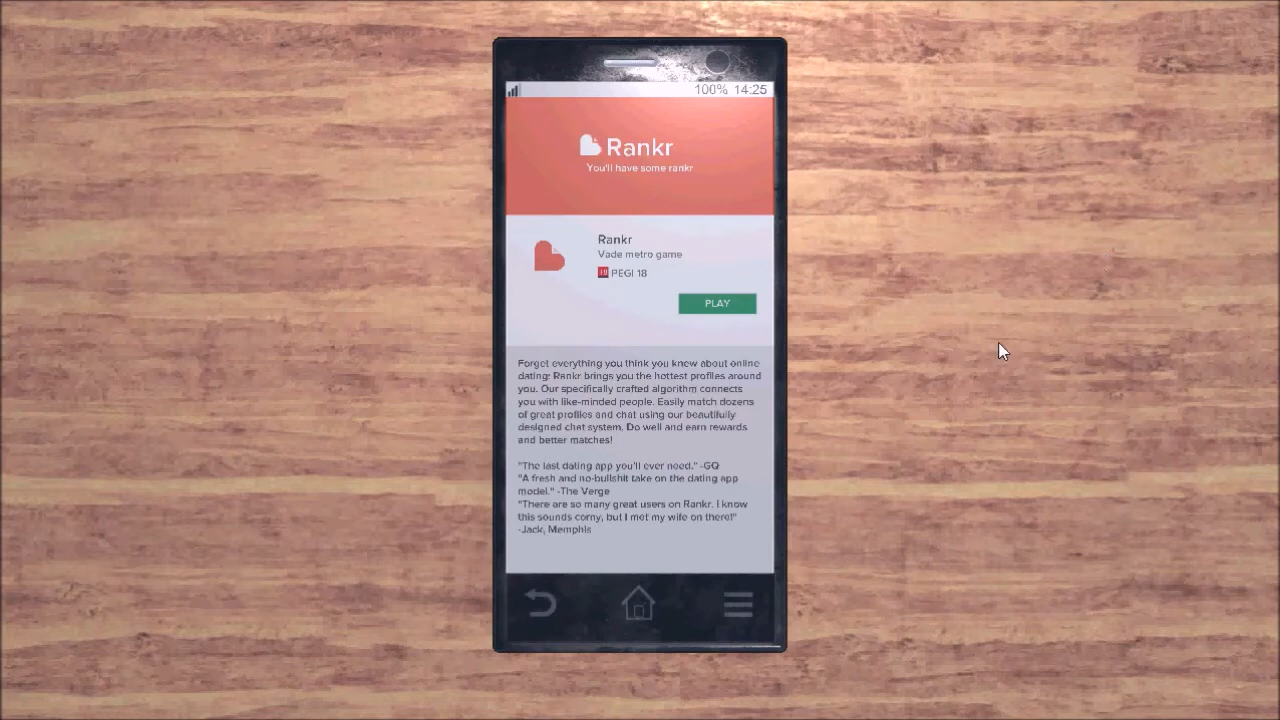 100% 14:25
Rankr
You'll have some rankr
Rankr
Vade metro game
18 PEGI 18
PLAY
Forget everything you think you knew about online
dating: Rankr brings you the hottest profiles around
you. Our specifically crafted algorithm connects
you with like-minded people. Easily match dozens
of great profiles and chat using our beautifully
designed chat system. Do well and earn rewards
and better matches!
"The last dating app you'll ever need." -GQ
"A fresh and no-bullshit take on the dating app
model." -The Verge
"There are so many great users on Rankr. I know
this sounds corny, but I met my wife on there!"
-Jack, Memphis